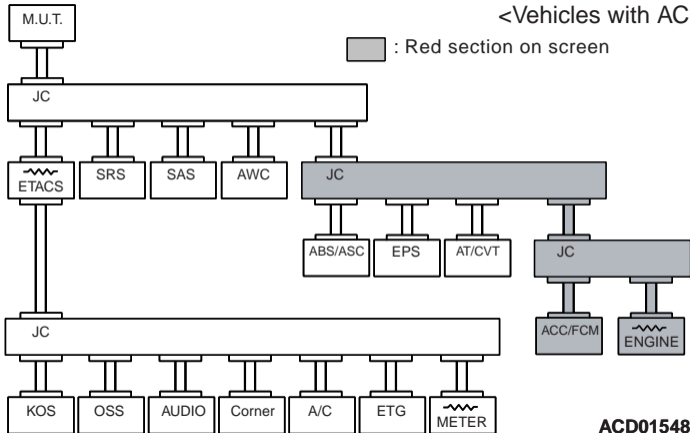 M.U.T.
<Vehicles with AC
: Red section on screen
JC
ETACS
SRS
SAS
AWC
JC
ABS/ASC
EPS
AT/CVT
JC
ACC/FCM
ENGINE
JC
KOS
OSS
AUDIO
Corner
A/C
ETG
METER
ACD01548